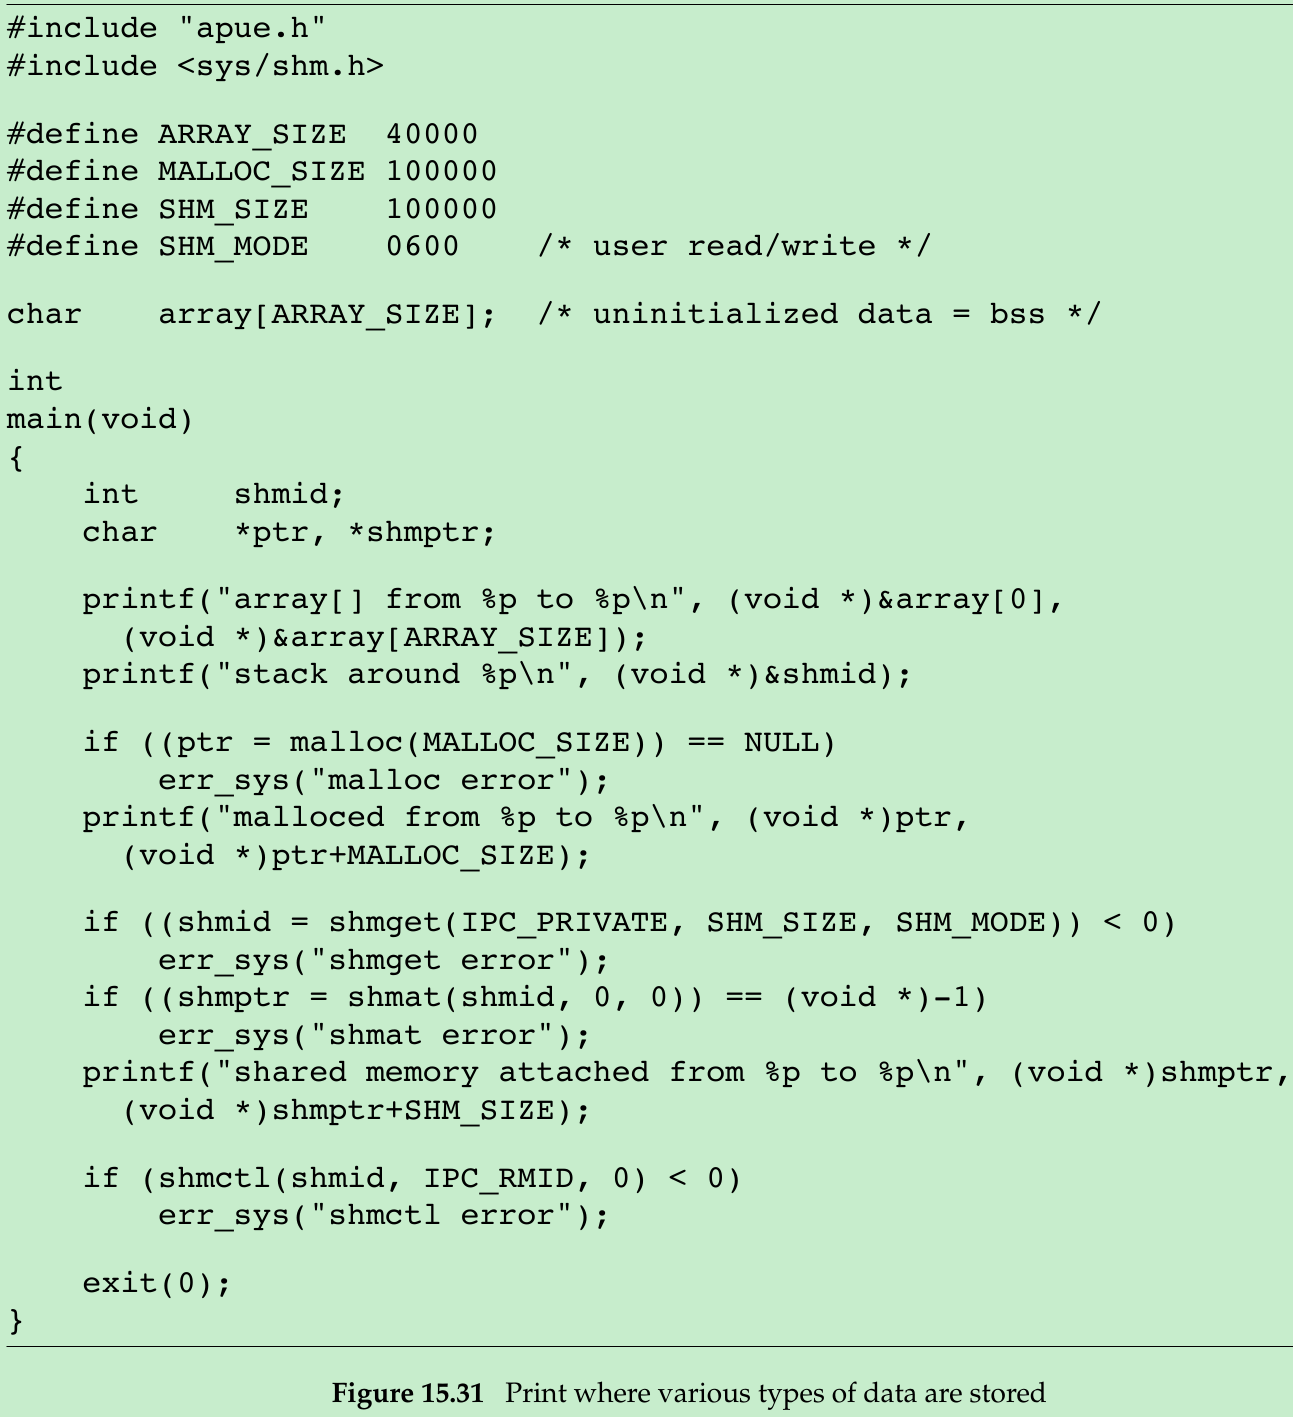 #include "apue.h"
#include <sys/shm.h>

#define ARRAY_SIZE  40000
#define MALLOC_SIZE 100000
#define SHM_SIZE    100000
#define SHM_MODE    0600    /* user read/write */

char    array[ARRAY_SIZE];  /* uninitialized data = bss */

int
main(void)
{
    int     shmid;
    char    *ptr, *shmptr;

    printf("array[] from %p to %p\n", (void *)&array[0],
      (void *)&array[ARRAY_SIZE]);
    printf("stack around %p\n", (void *)&shmid);

    if ((ptr = malloc(MALLOC_SIZE)) == NULL)
        err_sys("malloc error");
    printf("malloced from %p to %p\n", (void *)ptr,
      (void *)ptr+MALLOC_SIZE);

    if ((shmid = shmget(IPC_PRIVATE, SHM_SIZE, SHM_MODE)) < 0)
        err_sys("shmget error");
    if ((shmptr = shmat(shmid, 0, 0)) == (void *)-1)
        err_sys("shmat error");
    printf("shared memory attached from %p to %p\n", (void *)shmptr,
      (void *)shmptr+SHM_SIZE);

    if (shmctl(shmid, IPC_RMID, 0) < 0)
        err_sys("shmctl error");

    exit(0);
}
Figure 15.31 Print where various types of data are stored